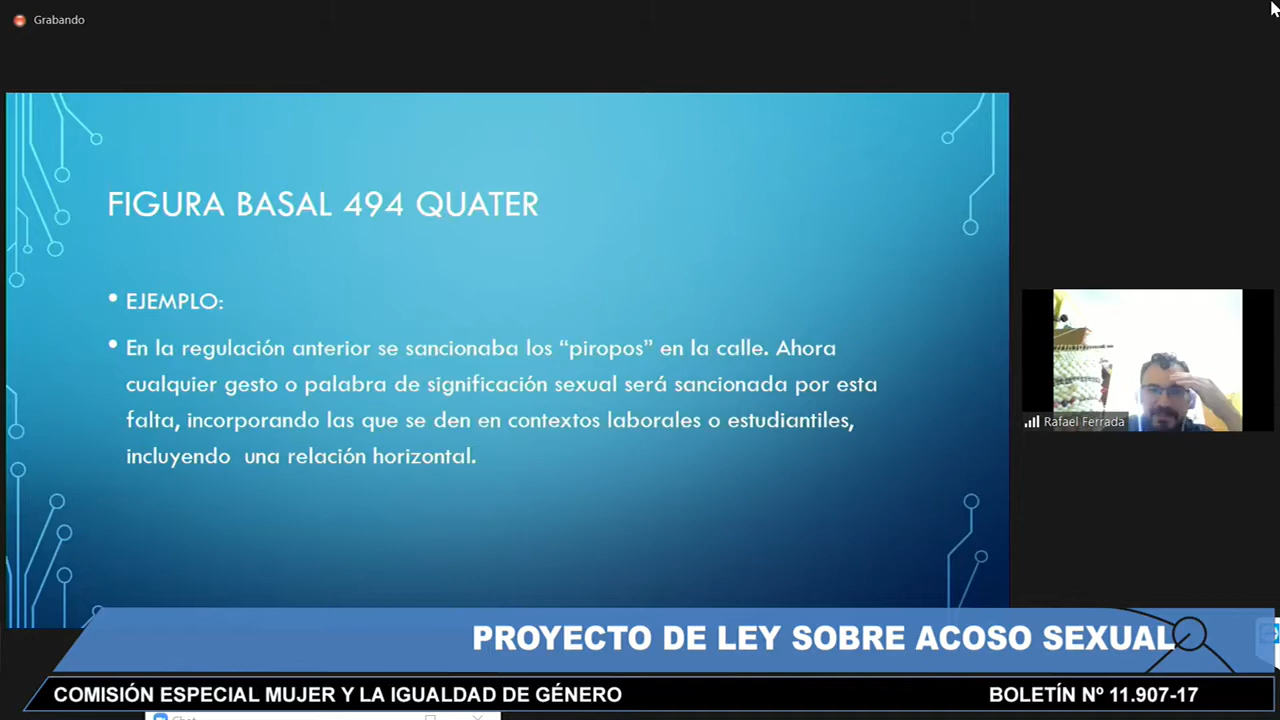 Grabando
FIGURA BASAL 494 QUATER
• EJEMPLO:
• En la regulación anterior se sancionaba los “piropos” en la calle. Ahora
cualquier gesto o palabra de significación sexual será sancionada por esta
falta, incorporando las que se den en contextos laborales o estudiantiles,
incluyendo una relación horizontal.
Rafael Ferrada
PROYECTO DE LEY SOBRE ACOSO SEXUAL
COMISIÓN ESPECIAL MUJER Y LA IGUALDAD DE GÉNERO
BOLETÍN Nº 11.907-17